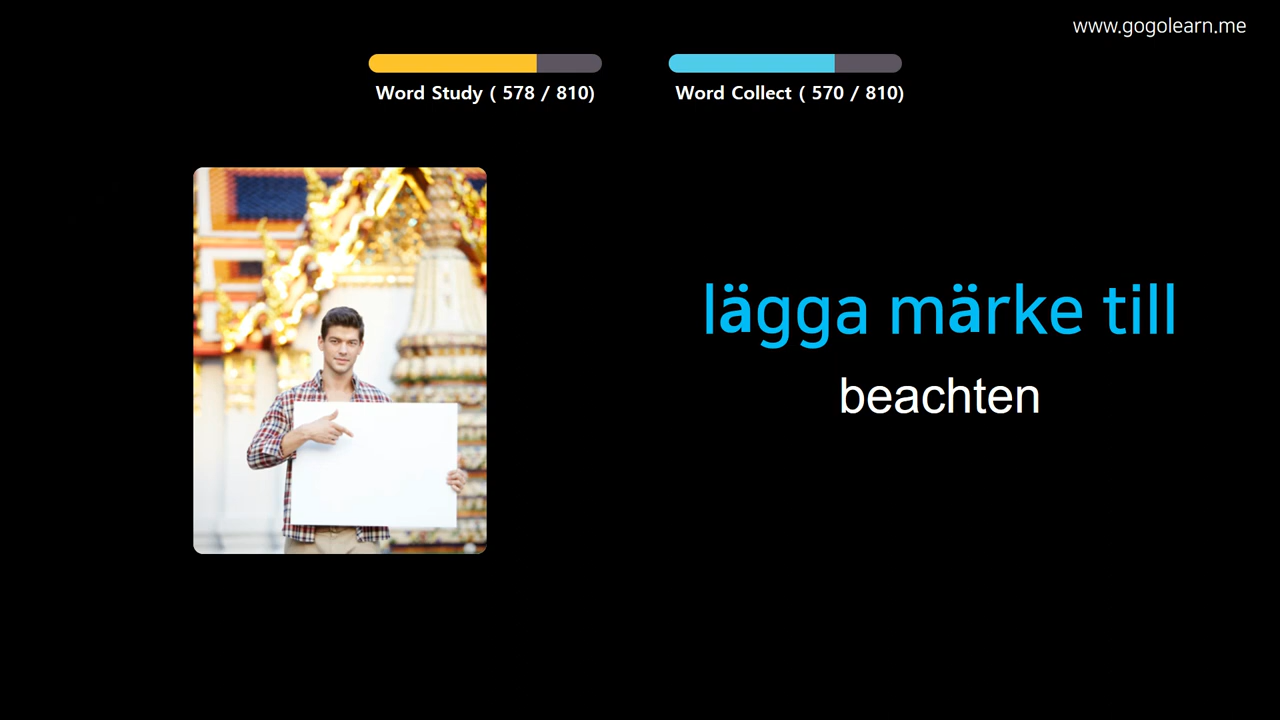 www.gogolearn.me
Word Study ( 578 / 810)
Word Collect ( 570 / 810)
lägga märke till
beachten